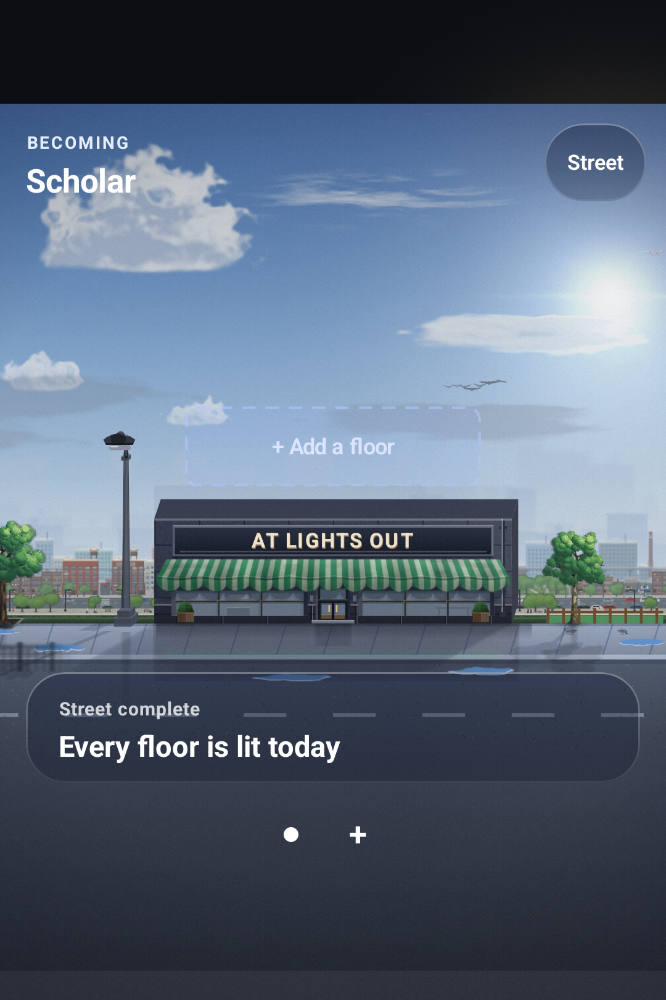 BECOMING
Scholar
Street
+ Add a floor
AT LIGHTS OUT
Street complete
Every floor is lit today
+